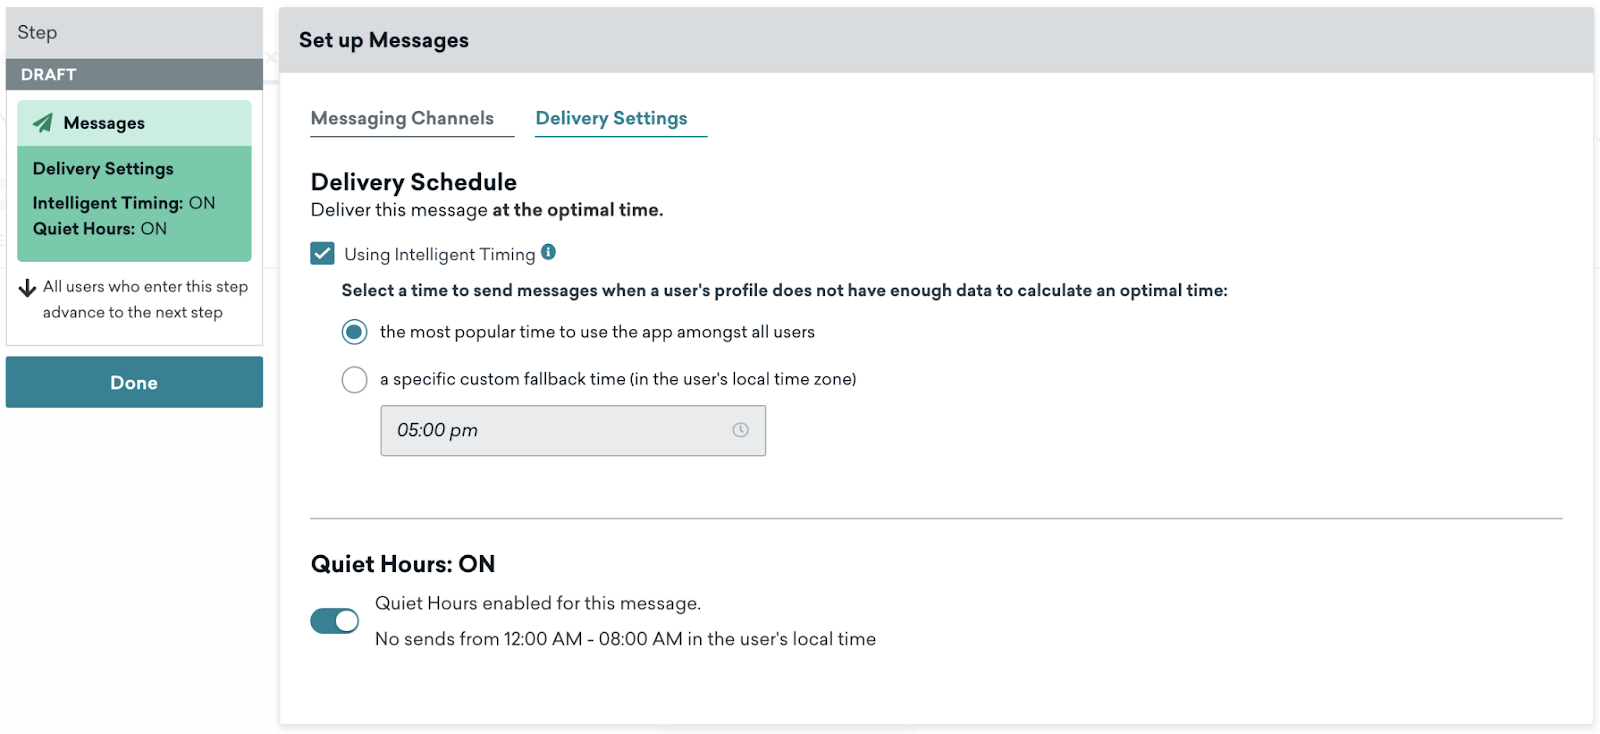 Step
DRAFT
Messages
Delivery Settings
Intelligent Timing: ON
Quiet Hours: ON
All users who enter this step
advance to the next step
Done
Set up Messages
Messaging Channels
Delivery Settings
Delivery Schedule
Deliver this message at the optimal time.
Using Intelligent Timing
Select a time to send messages when a user's profile does not have enough data to calculate an optimal time:
the most popular time to use the app amongst all users
a specific custom fallback time (in the user's local time zone)
05:00 pm
Quiet Hours: ON
Quiet Hours enabled for this message.
No sends from 12:00 AM - 08:00 AM in the user's local time